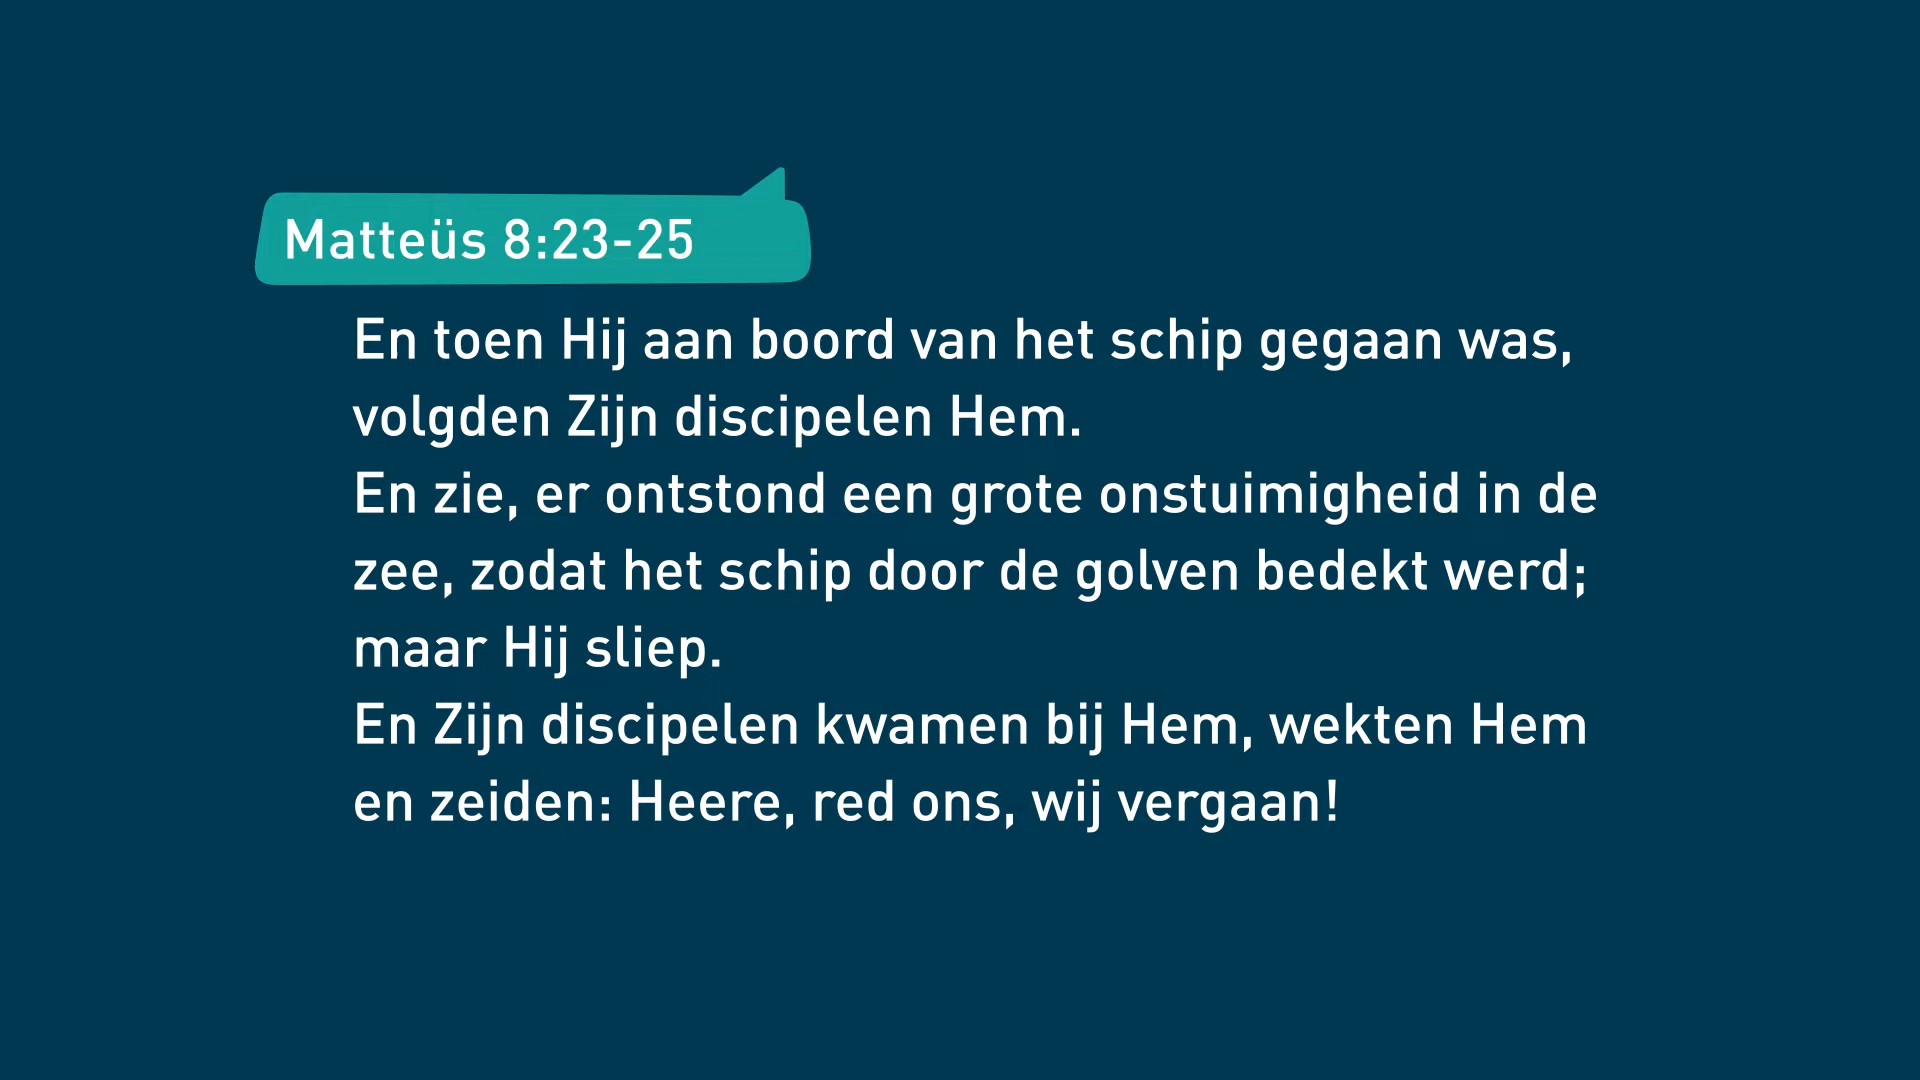 Matteüs 8:23-25
En toen Hij aan boord van het schip gegaan was,
volgden Zijn discipelen Hem.
En zie, er ontstond een grote onstuimigheid in de
zee, zodat het schip door de golven bedekt werd;
maar Hij sliep.
En Zijn discipelen kwamen bij Hem, wekten Hem
en zeiden: Heere, red ons, wij vergaan!